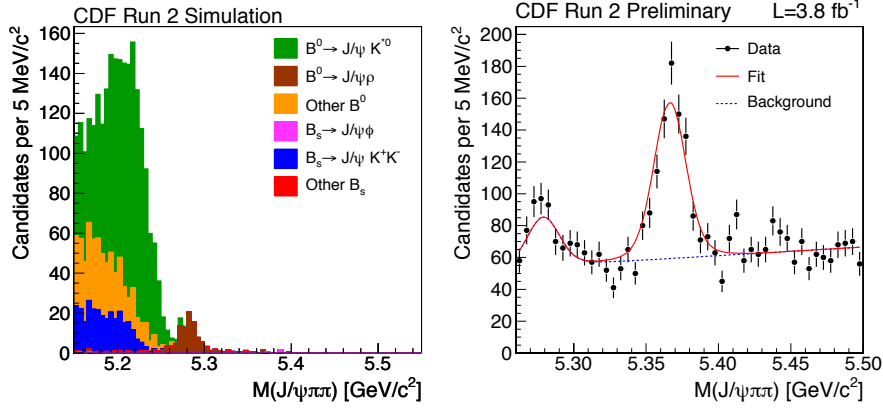 CDF Run 2 Simulation
Candidates per 5 MeV/c²
160
140
120
100
80
60
40
20
0
5.2
5.3
5.4
5.5
M(J/ψππ) [GeV/c²]
B⁰→ J/ψ K*⁰
B⁰→ J/ψρ
Other B⁰
Bₛ→ J/ψφ
Bₛ→ J/ψ K⁺K⁻
Other Bₛ
CDF Run 2 Preliminary L=3.8 fb⁻¹
Candidates per 5 MeV/c²
200
180
160
140
120
100
80
60
40
20
0
5.30
5.35
5.40
5.45
5.50
M(J/ψππ) [GeV/c²]
Data
Fit
Background